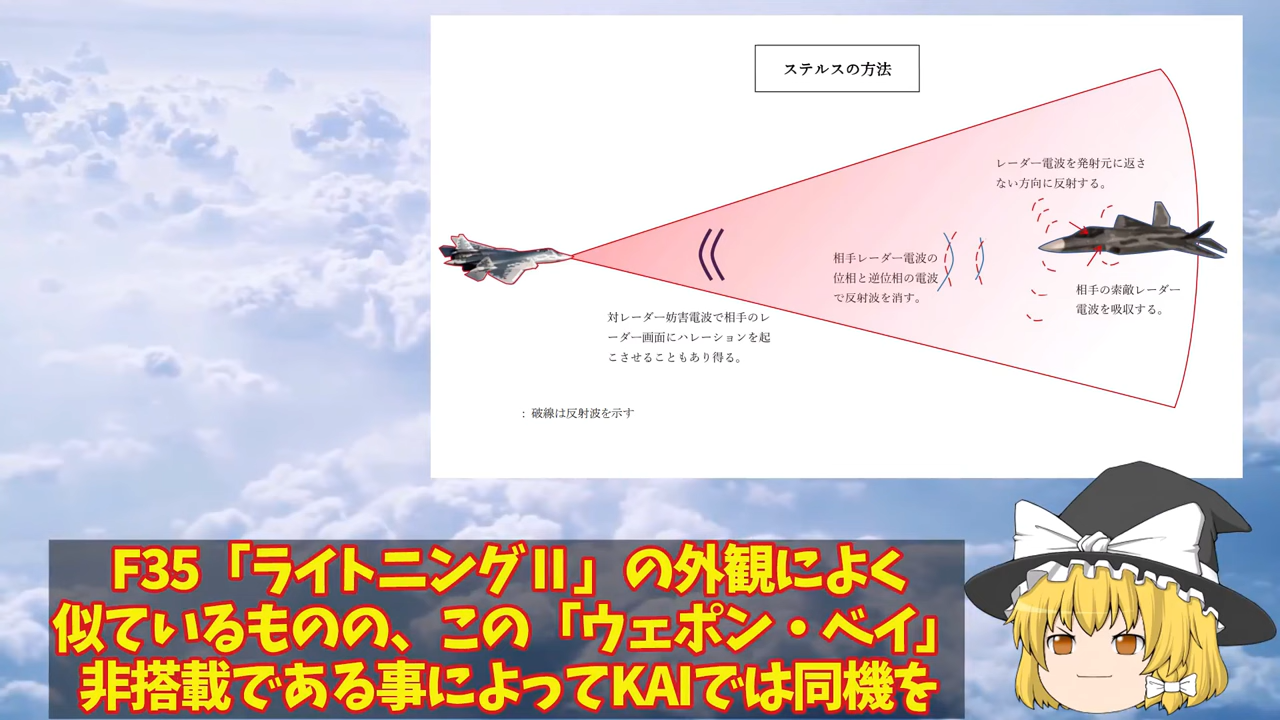 ステルスの方法
レーダー電波を発射元に返さ
ない方向に反射する。
相手レーダー電波の
位相と逆位相の電波
で反射波を消す。
相手の索敵レーダー
電波を吸収する。
対レーダー妨害電波で相手のレ
ーダー画面にハレーションを起
こさせることもあり得る。
：破線は反射波を示す
F35「ライトニングⅡ」の外観によく
似ているものの、この「ウェポン・ベイ」
非搭載である事によってKAIでは同機を